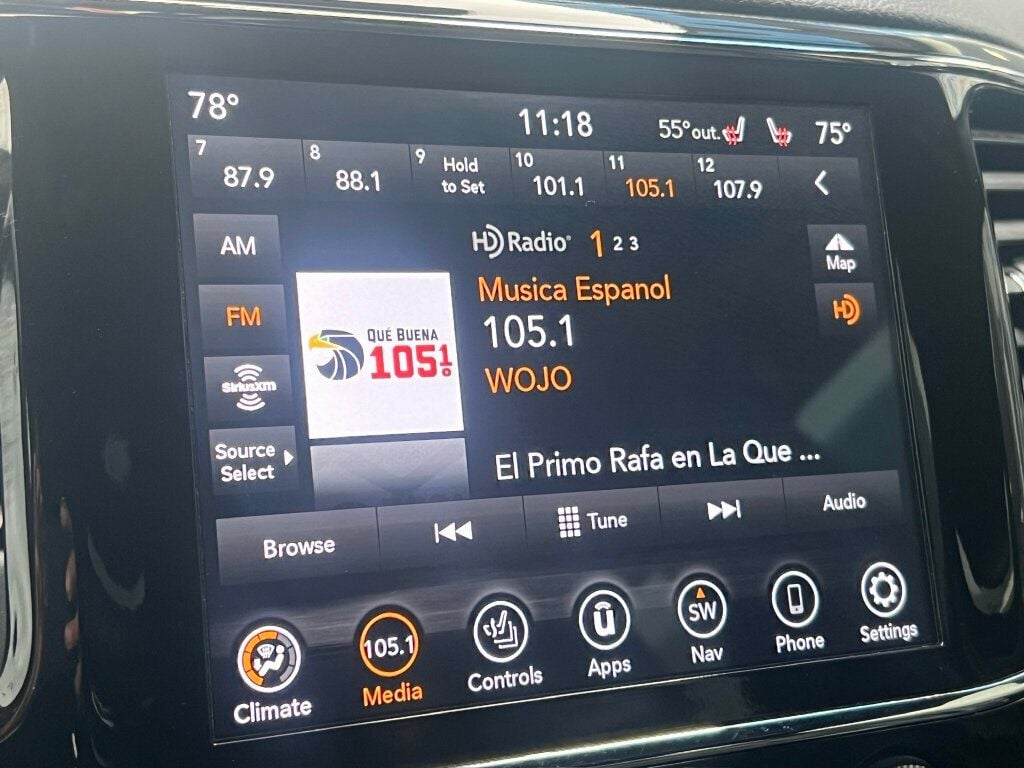 78° 11:18 55°out. 75°
7 87.9 8 88.1 9 Hold to Set 10 101.1 11 105.1 12 107.9
AM
HD Radio® 1 2 3
Map
Musica Espanol
FM
HD
QUÉ BUENA
105.1
105.1
SiriusXM
WOJO
Source
Select
El Primo Rafa en La Que ...
Browse Tune Audio
105.1 SW
Climate Media Controls Apps Nav Phone Settings